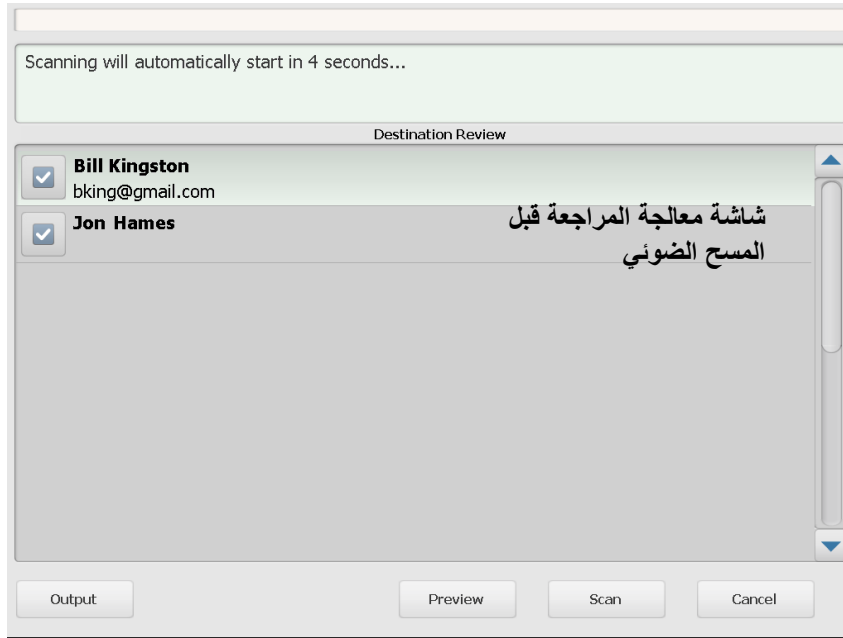 Scanning will automatically start in 4 seconds...
Destination Review
Bill Kingston
bking@gmail.com
Jon Hames
شاشة معالجة المراجعة قبل
المسح الضوئي
Output
Preview
Scan
Cancel